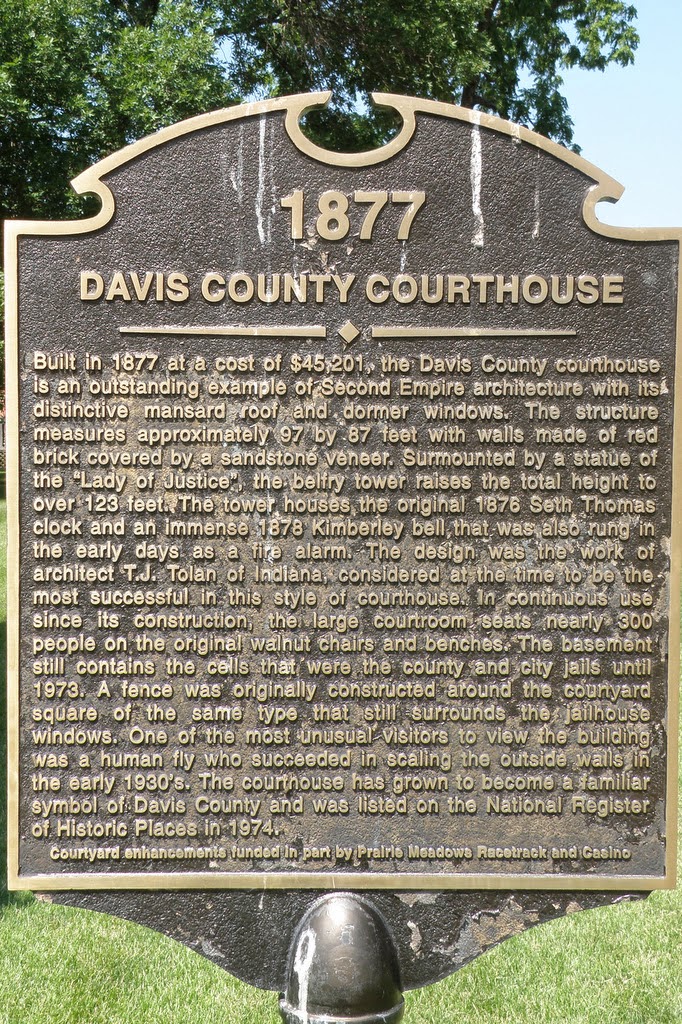 1877
DAVIS COUNTY COURTHOUSE
Built in 1877 at a cost of $45,201, the Davis County courthouse
is an outstanding example of Second Empire architecture with its
distinctive mansard roof and dormer windows. The structure
measures approximately 97 by 87 feet with walls made of red
brick covered by a sandstone veneer. Surmounted by a statue of
the "Lady of Justice", the belfry tower raises the total height to
over 123 feet. The tower houses the original 1876 Seth Thomas
clock and an immense 1878 Kimberley bell that was also rung in
the early days as a fire alarm. The design was the work of
architect T.J. Tolan of Indiana, considered at the time to be the
most successful in this style of courthouse. In continuous use
since its construction, the large courtroom seats nearly 300
people on the original walnut chairs and benches. The basement
still contains the cells that were the county and city jails until
1973. A fence was originally constructed around the courtyard
square of the same type that still surrounds the jailhouse
windows. One of the most unusual visitors to view the building
was a human fly who succeeded in scaling the outside walls in
the early 1930's. The courthouse has grown to become a familiar
symbol of Davis County and was listed on the National Register
of Historic Places in 1974.
Courtyard enhancements funded in part by Prairie Meadows Racetrack and Casino